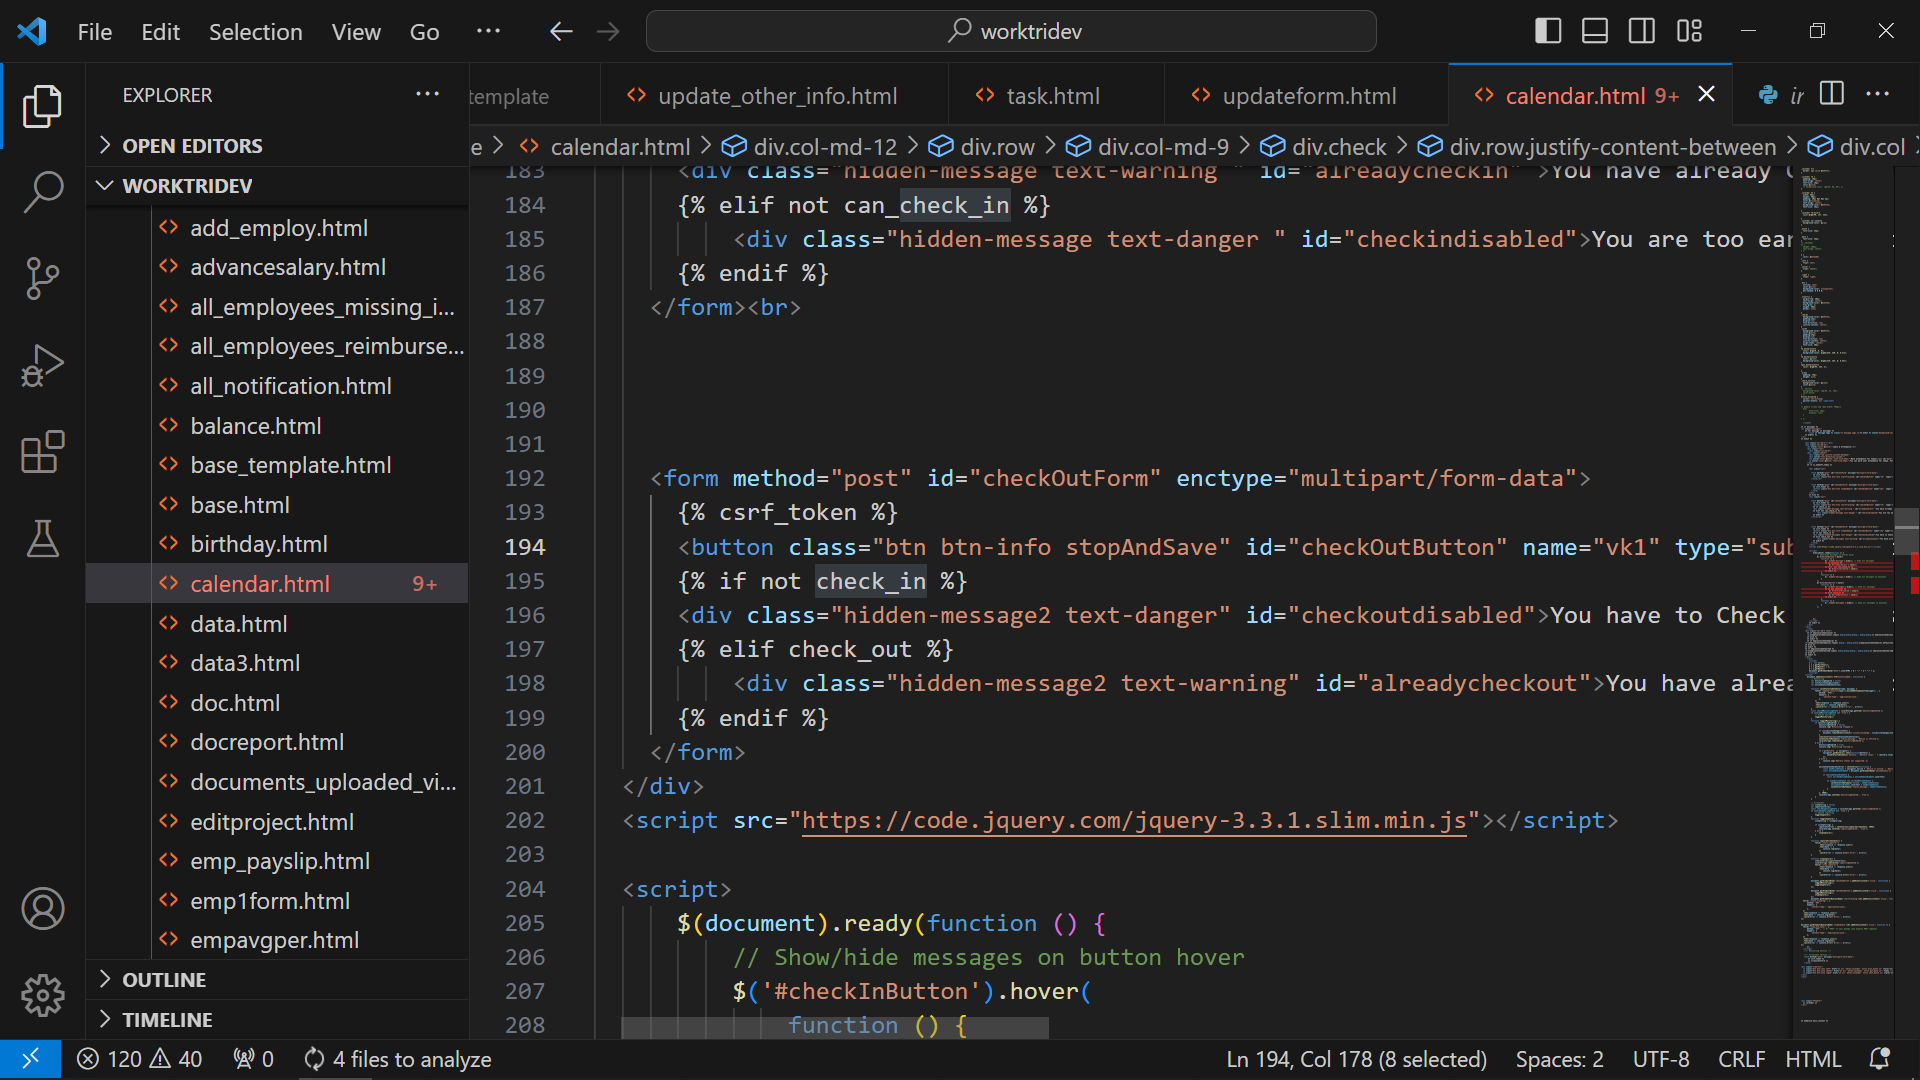 File Edit Selection View Go ··· worktridev
EXPLORER ···
OPEN EDITORS
WORKTRIDEV
add_employ.html
advancesalary.html
all_employees_missing_i...
all_employees_reimburse...
all_notification.html
balance.html
base_template.html
base.html
birthday.html
calendar.html 9+
data.html
data3.html
doc.html
docreport.html
documents_uploaded_vi...
editproject.html
emp_payslip.html
emp1form.html
empavgper.html
OUTLINE
TIMELINE
template update_other_info.html task.html updateform.html calendar.html 9+ ir ···
e > calendar.html > div.col-md-12 > div.row > div.col-md-9 > div.check > div.row.justify-content-between > div.col
183 <div class="hidden-message text-warning " id="alreadycheckin" >You have already
184 {% elif not can_check_in %}
185 <div class="hidden-message text-danger " id="checkindisabled">You are too ear
186 {% endif %}
187 </form><br>
188
189
190
191
192 <form method="post" id="checkOutForm" enctype="multipart/form-data">
193 {% csrf_token %}
194 <button class="btn btn-info stopAndSave" id="checkOutButton" name="vk1" type="sub
195 {% if not check_in %}
196 <div class="hidden-message2 text-danger" id="checkoutdisabled">You have to Check
197 {% elif check_out %}
198 <div class="hidden-message2 text-warning" id="alreadycheckout">You have alrea
199 {% endif %}
200 </form>
201 </div>
202 <script src="https://code.jquery.com/jquery-3.3.1.slim.min.js"></script>
203
204 <script>
205 $(document).ready(function () {
206 // Show/hide messages on button hover
207 $('#checkInButton').hover(
208 function () {
120 40 0 4 files to analyze Ln 194, Col 178 (8 selected) Spaces: 2 UTF-8 CRLF HTML